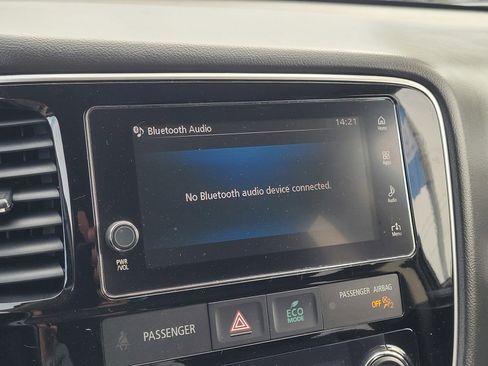 Bluetooth Audio 14:21
Home
Apps
No Bluetooth audio device connected.
Audio
Menu
PWR
/VOL
PASSENGER
ECO
MODE
PASSENGER AIRBAG
OFF 2